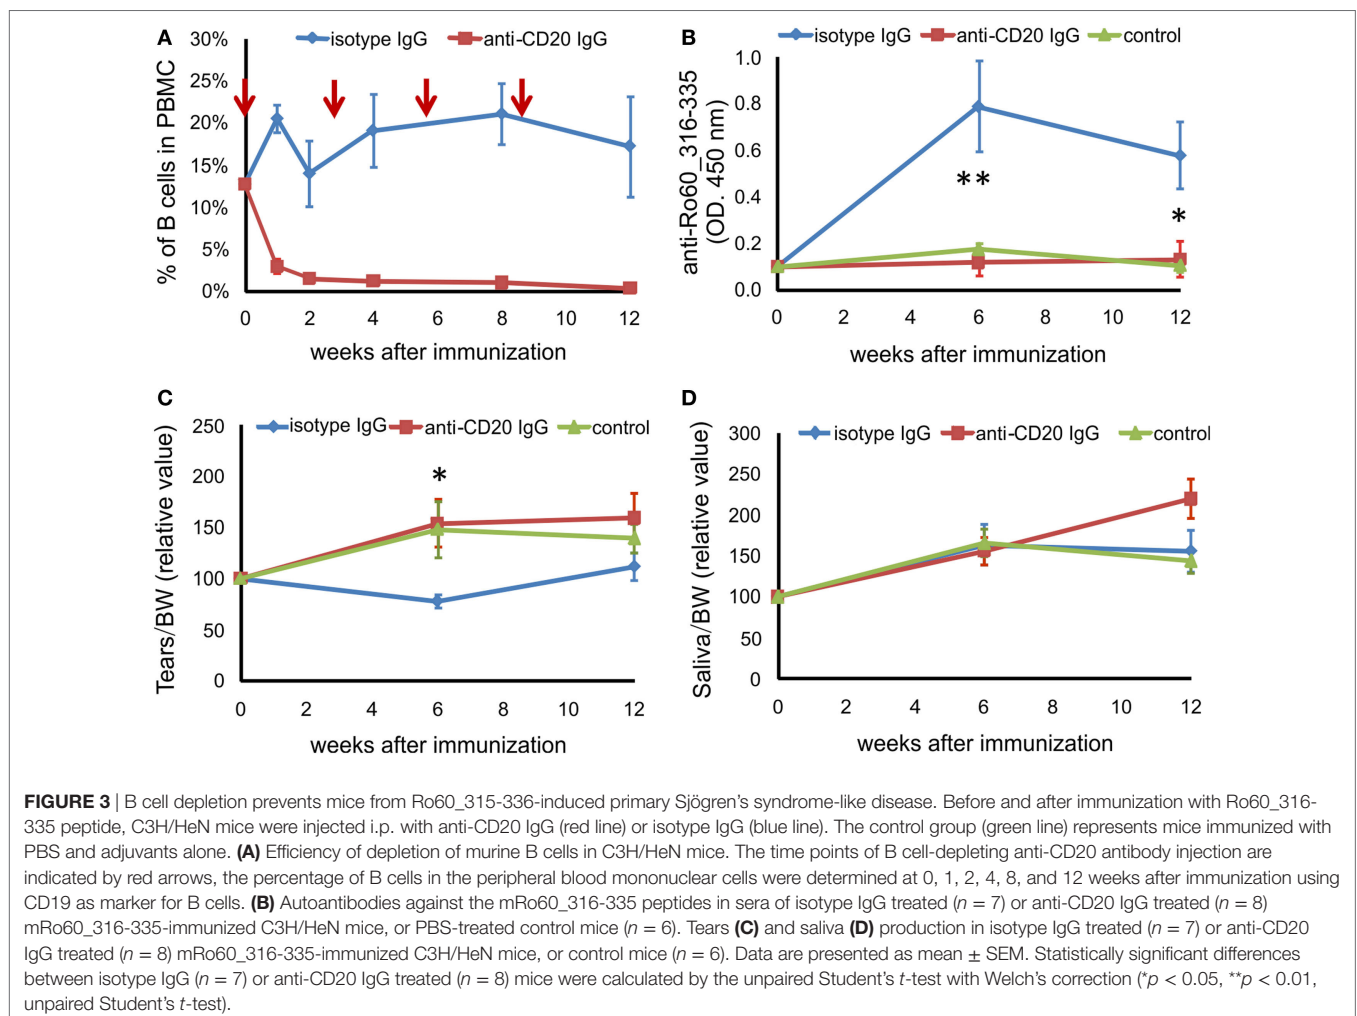 A
30%
25%
20%
15%
10%
5%
0%
% of B cells in PBMC
isotype IgG
anti-CD20 IgG
0 2 4 6 8 10 12
weeks after immunization
B
isotype IgG
anti-CD20 IgG
control
1.0
0.8
0.6
0.4
0.2
0.0
anti-Ro60_316-335
(OD. 450 nm)
**
*
0 2 4 6 8 10 12
weeks after immunization
C
isotype IgG
anti-CD20 IgG
control
250
200
150
100
50
0
Tears/BW (relative value)
*
0 2 4 6 8 10 12
weeks after immunization
D
isotype IgG
anti-CD20 IgG
control
300
250
200
150
100
50
0
Saliva/BW (relative value)
0 2 4 6 8 10 12
weeks after immunization
FIGURE 3 | B cell depletion prevents mice from Ro60_315-336-induced primary Sjögren's syndrome-like disease. Before and after immunization with Ro60_316-
335 peptide, C3H/HeN mice were injected i.p. with anti-CD20 IgG (red line) or isotype IgG (blue line). The control group (green line) represents mice immunized with
PBS and adjuvants alone. (A) Efficiency of depletion of murine B cells in C3H/HeN mice. The time points of B cell-depleting anti-CD20 antibody injection are
indicated by red arrows, the percentage of B cells in the peripheral blood mononuclear cells were determined at 0, 1, 2, 4, 8, and 12 weeks after immunization using
CD19 as marker for B cells. (B) Autoantibodies against the mRo60_316-335 peptides in sera of isotype IgG treated (n = 7) or anti-CD20 IgG treated (n = 8)
mRo60_316-335-immunized C3H/HeN mice, or PBS-treated control mice (n = 6). Tears (C) and saliva (D) production in isotype IgG treated (n = 7) or anti-CD20
IgG treated (n = 8) mRo60_316-335-immunized C3H/HeN mice, or control mice (n = 6). Data are presented as mean ± SEM. Statistically significant differences
between isotype IgG (n = 7) or anti-CD20 IgG treated (n = 8) mice were calculated by the unpaired Student's t-test with Welch's correction (*p < 0.05, **p < 0.01,
unpaired Student's t-test).